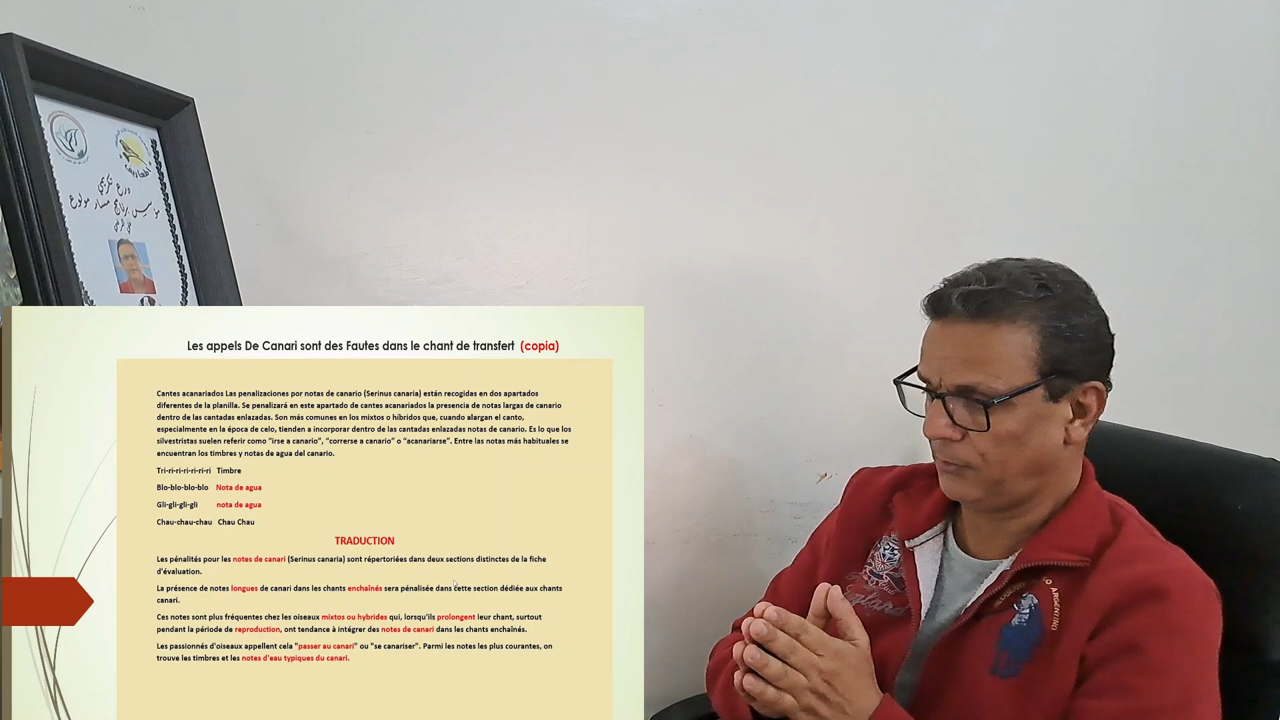 درع تكريمي
مؤسس برنامج مسار مولوع
Les appels De Canari sont des Fautes dans le chant de transfert (copia)
Cantes acanariados Las penalizaciones por notas de canario (Serinus canaria) están recogidas en dos apartados
diferentes de la planilla. Se penalizará en este apartado de cantes acanariados la presencia de notas largas de canario
dentro de las cantadas enlazadas. Son más comunes en los mixtos o híbridos que, cuando alargan el canto,
especialmente en la época de celo, tienden a incorporar dentro de las cantadas enlazadas notas de canario. Es lo que los
silvestristas suelen referir como "irse a canario", "correrse a canario" o "acanariarse". Entre las notas más habituales se
encuentran los timbres y notas de agua del canario.
Tri-ri-ri-ri-ri-ri-ri Timbre
Blo-blo-blo-blo Nota de agua
Gli-gli-gli-gli nota de agua
Chau-chau-chau Chau Chau
TRADUCTION
Les pénalités pour les notes de canari (Serinus canaria) sont répertoriées dans deux sections distinctes de la fiche
d'évaluation.
La présence de notes longues de canari dans les chants enchaînés sera pénalisée dans cette section dédiée aux chants
canari.
Ces notes sont plus fréquentes chez les oiseaux mixtos ou hybrides qui, lorsqu'ils prolongent leur chant, surtout
pendant la période de reproduction, ont tendance à intégrer des notes de canari dans les chants enchaînés.
Les passionnés d'oiseaux appellent cela "passer au canari" ou "se canariser". Parmi les notes les plus courantes, on
trouve les timbres et les notes d'eau typiques du canari.